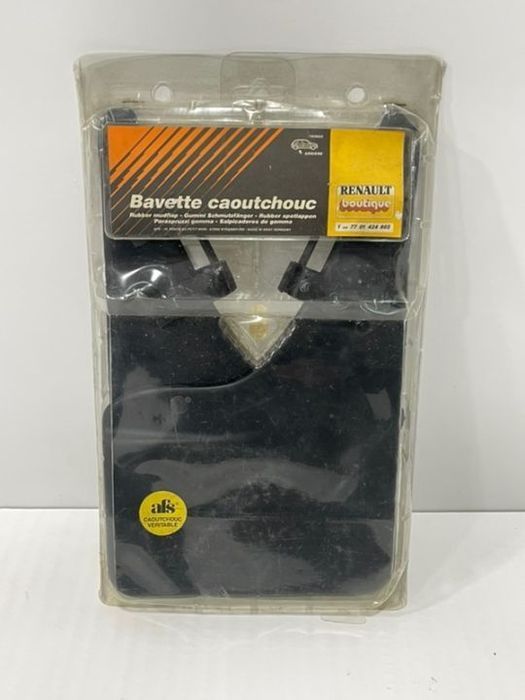 Bavette caoutchouc
Rubber mudflap - Gummi Schmutzfänger - Rubber spatlappen
Paraspruzzi gomma - Salpicaderas de goma
RENAULT
boutique
77 01 424 865
afs
CAOUTCHOUC
VERITABLE